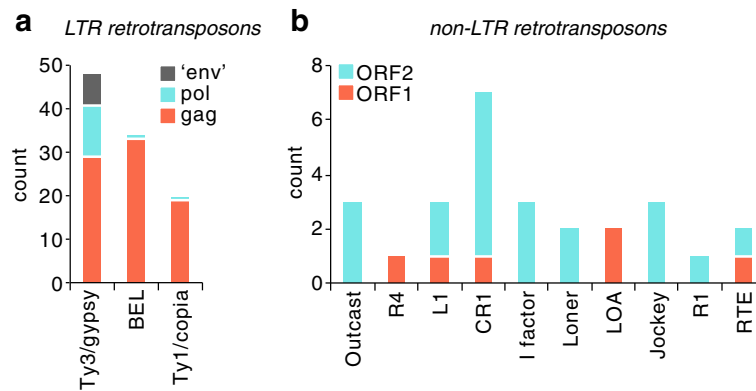 a
LTR retrotransposons
50
40
30
20
10
0
count
'env'
pol
gag
Ty3/gypsy
BEL
Ty1/copia
b
non-LTR retrotransposons
8
6
4
2
0
count
ORF2
ORF1
Outcast
R4
L1
CR1
I factor
Loner
LOA
Jockey
R1
RTE